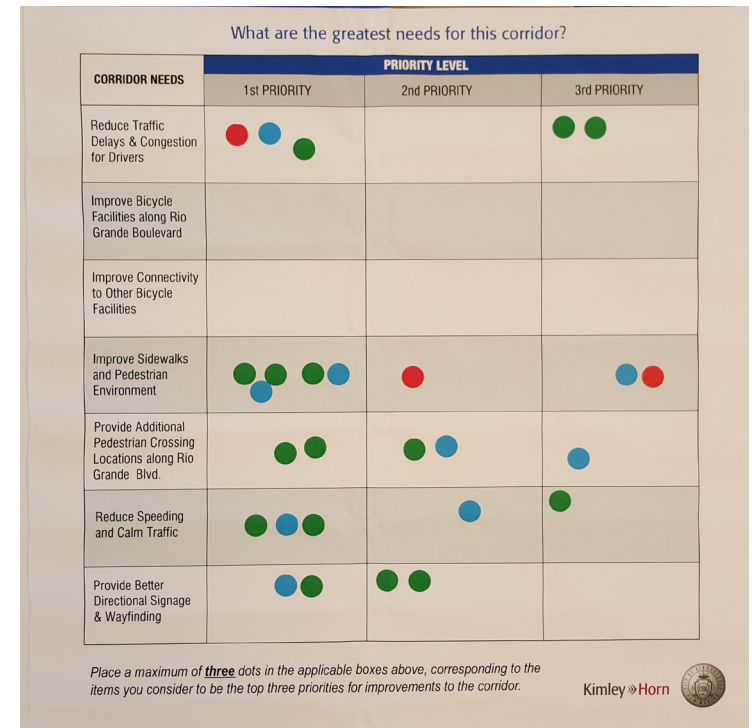 What are the greatest needs for this corridor?
PRIORITY LEVEL
CORRIDOR NEEDS
1st PRIORITY
2nd PRIORITY
3rd PRIORITY
Reduce Traffic
Delays & Congestion
for Drivers
Improve Bicycle
Facilities along Rio
Grande Boulevard
Improve Connectivity
to Other Bicycle
Facilities
Improve Sidewalks
and Pedestrian
Environment
Provide Additional
Pedestrian Crossing
Locations along Rio
Grande Blvd.
Reduce Speeding
and Calm Traffic
Provide Better
Directional Signage
& Wayfinding
Place a maximum of three dots in the applicable boxes above, corresponding to the
items you consider to be the top three priorities for improvements to the corridor.
Kimley»Horn